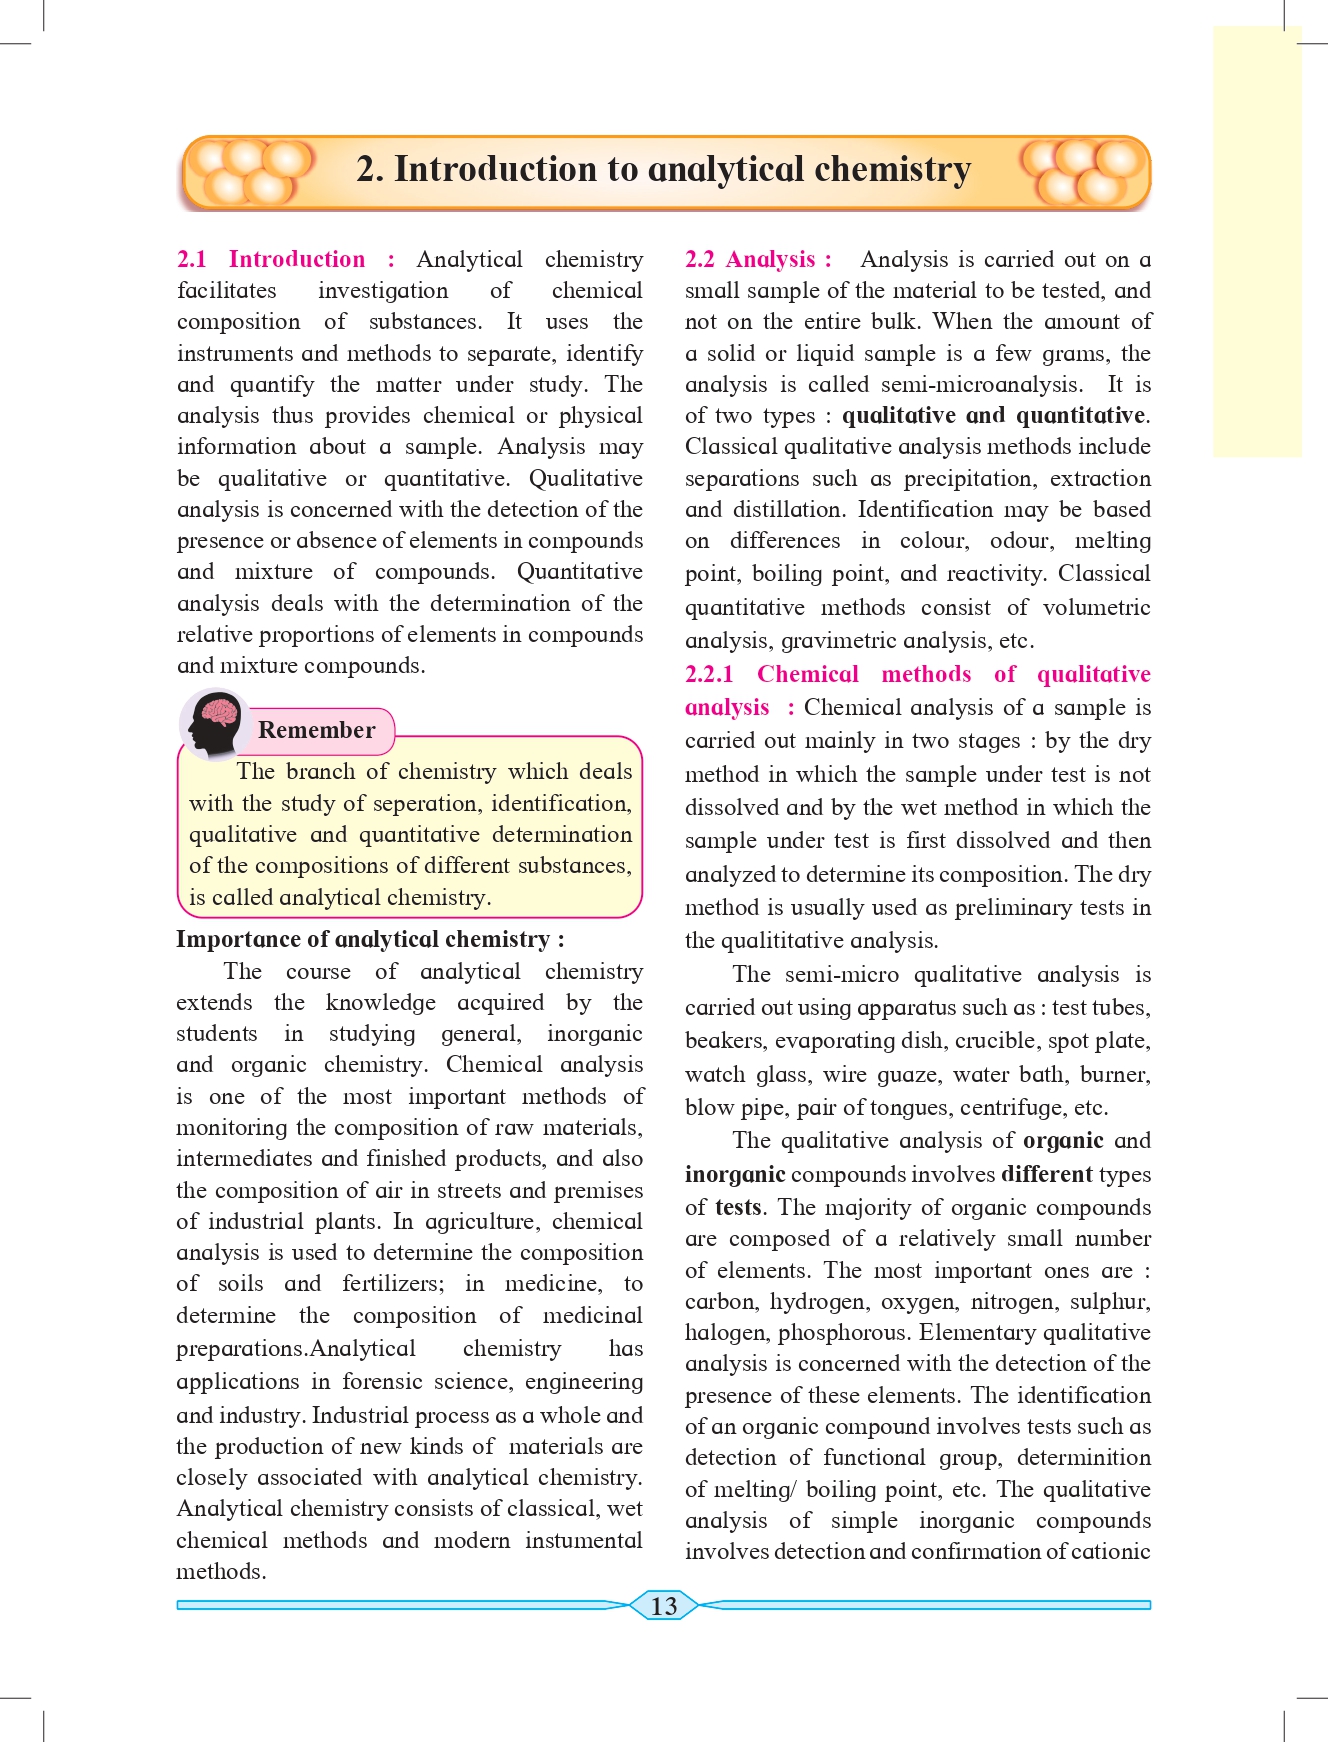 2. Introduction to analytical chemistry
2.1 Introduction : Analytical chemistry
facilitates investigation of chemical
composition of substances. It uses the
instruments and methods to separate, identify
and quantify the matter under study. The
analysis thus provides chemical or physical
information about a sample. Analysis may
be qualitative or quantitative. Qualitative
analysis is concerned with the detection of the
presence or absence of elements in compounds
and mixture of compounds. Quantitative
analysis deals with the determination of the
relative proportions of elements in compounds
and mixture compounds.
Remember
The branch of chemistry which deals
with the study of seperation, identification,
qualitative and quantitative determination
of the compositions of different substances,
is called analytical chemistry.
Importance of analytical chemistry :
The course of analytical chemistry
extends the knowledge acquired by the
students in studying general, inorganic
and organic chemistry. Chemical analysis
is one of the most important methods of
monitoring the composition of raw materials,
intermediates and finished products, and also
the composition of air in streets and premises
of industrial plants. In agriculture, chemical
analysis is used to determine the composition
of soils and fertilizers; in medicine, to
determine the composition of medicinal
preparations.Analytical chemistry has
applications in forensic science, engineering
and industry. Industrial process as a whole and
the production of new kinds of materials are
closely associated with analytical chemistry.
Analytical chemistry consists of classical, wet
chemical methods and modern instumental
methods.
2.2 Analysis : Analysis is carried out on a
small sample of the material to be tested, and
not on the entire bulk. When the amount of
a solid or liquid sample is a few grams, the
analysis is called semi-microanalysis. It is
of two types : qualitative and quantitative.
Classical qualitative analysis methods include
separations such as precipitation, extraction
and distillation. Identification may be based
on differences in colour, odour, melting
point, boiling point, and reactivity. Classical
quantitative methods consist of volumetric
analysis, gravimetric analysis, etc.
2.2.1 Chemical methods of qualitative
analysis : Chemical analysis of a sample is
carried out mainly in two stages : by the dry
method in which the sample under test is not
dissolved and by the wet method in which the
sample under test is first dissolved and then
analyzed to determine its composition. The dry
method is usually used as preliminary tests in
the qualititative analysis.
The semi-micro qualitative analysis is
carried out using apparatus such as : test tubes,
beakers, evaporating dish, crucible, spot plate,
watch glass, wire guaze, water bath, burner,
blow pipe, pair of tongues, centrifuge, etc.
The qualitative analysis of organic and
inorganic compounds involves different types
of tests. The majority of organic compounds
are composed of a relatively small number
of elements. The most important ones are :
carbon, hydrogen, oxygen, nitrogen, sulphur,
halogen, phosphorous. Elementary qualitative
analysis is concerned with the detection of the
presence of these elements. The identification
of an organic compound involves tests such as
detection of functional group, determinition
of melting/ boiling point, etc. The qualitative
analysis of simple inorganic compounds
involves detection and confirmation of cationic
13